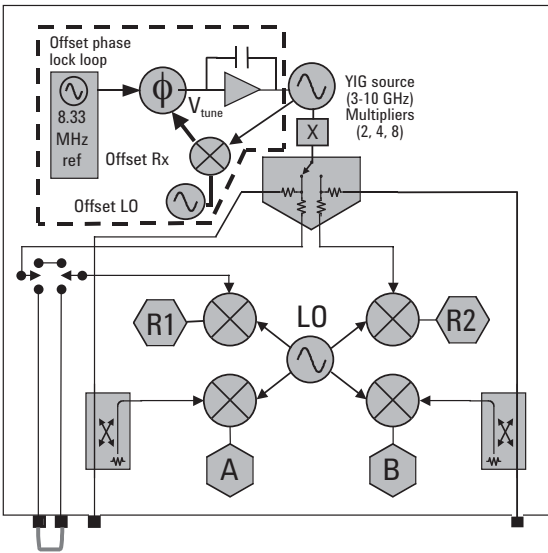 Offset phase
lock loop
8.33
MHz
ref
ϕ
Vtune
Offset Rx
Offset LO
YIG source
(3-10 GHz)
Multipliers
(2, 4, 8)
X
R1
LO
R2
A
B